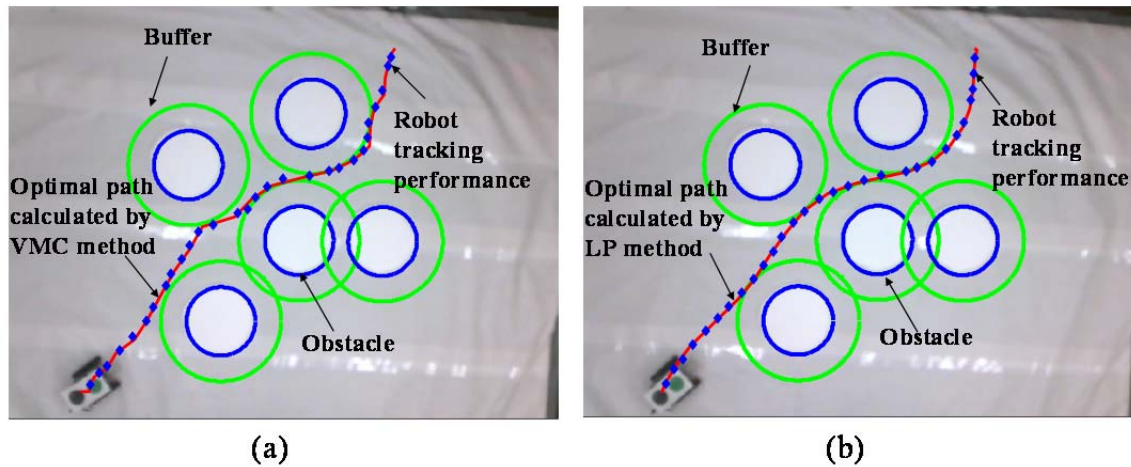 Buffer
Robot
tracking
performance
Optimal path
calculated by
VMC method
Obstacle
(a)
Buffer
Robot
tracking
performance
Optimal path
calculated by
LP method
Obstacle
(b)